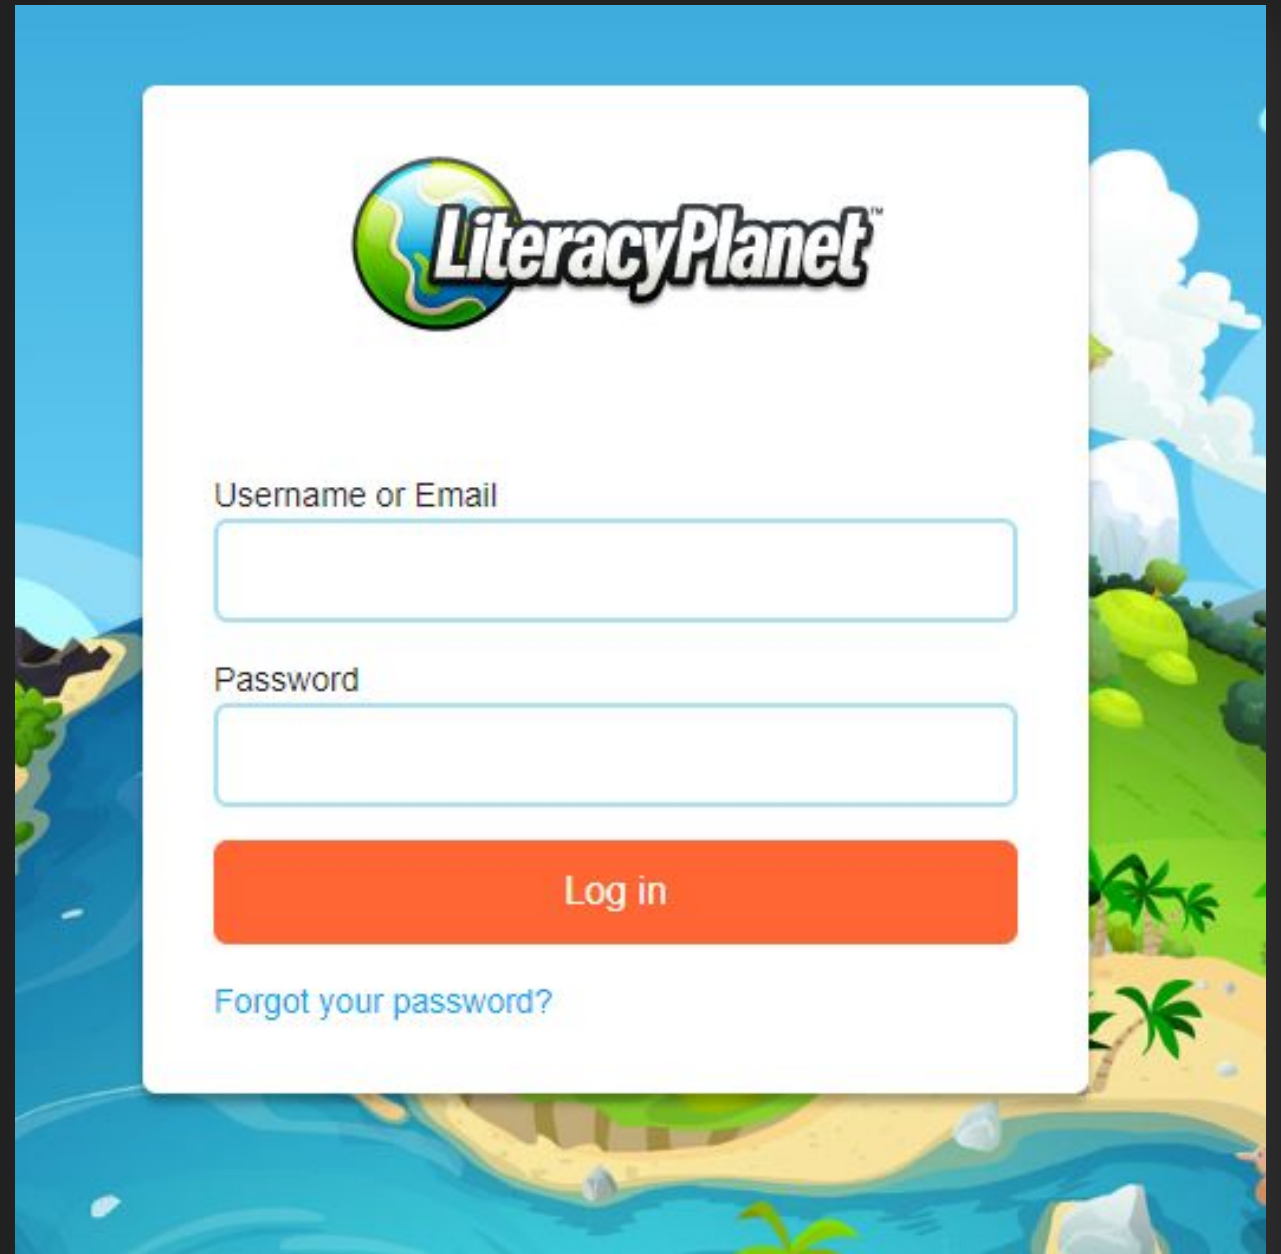 LiteracyPlanet™
Username or Email
Password
Log in
Forgot your password?